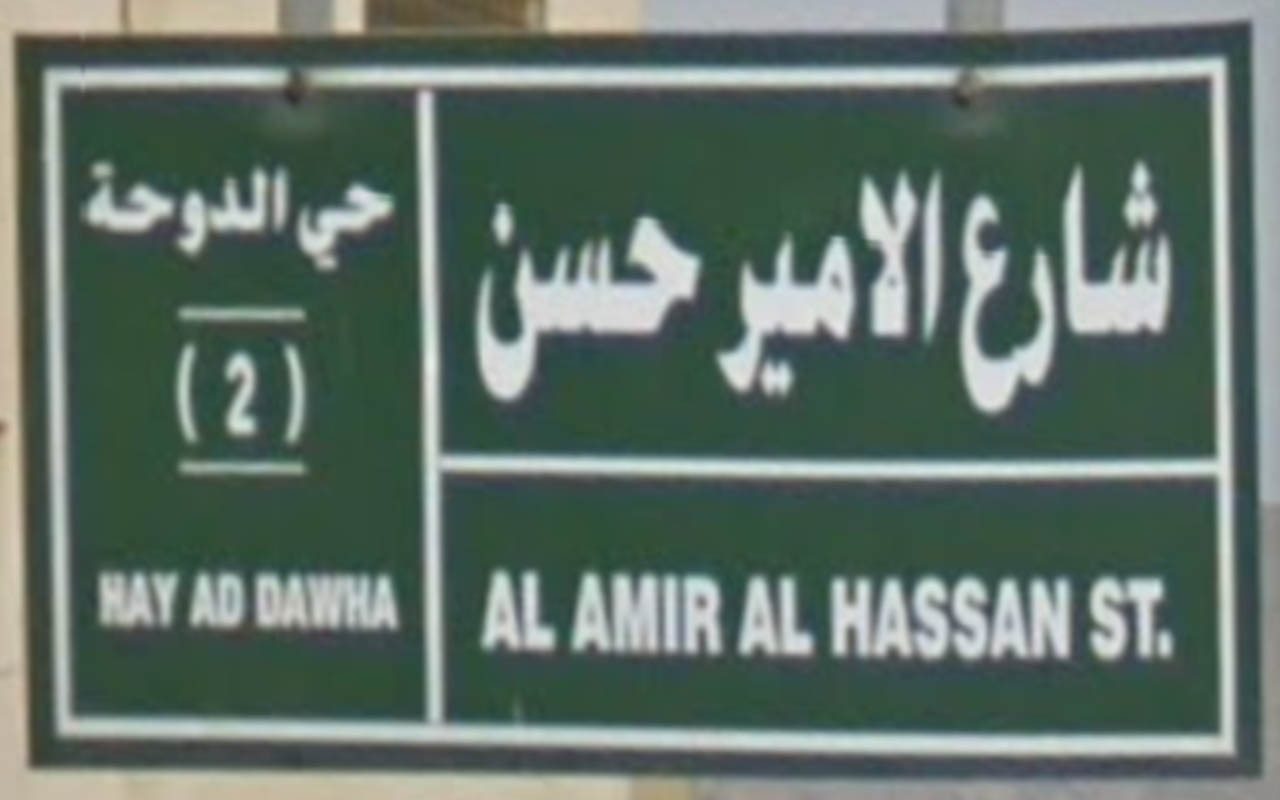 شارع الامير حسن
AL AMIR AL HASSAN ST.
حي الدوحة
( 2 )
HAY AD DAWHA